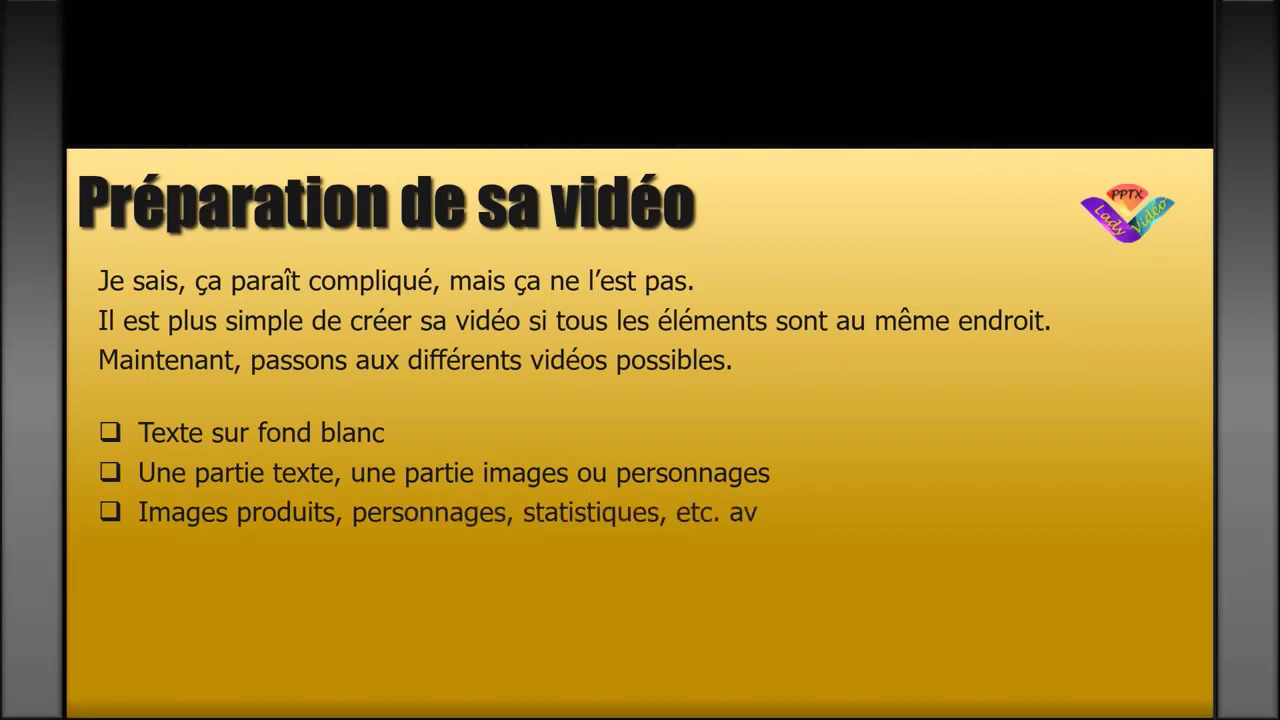 Préparation de sa vidéo
PPTX
Lady Vidéo
Je sais, ça paraît compliqué, mais ça ne l’est pas.
Il est plus simple de créer sa vidéo si tous les éléments sont au même endroit.
Maintenant, passons aux différents vidéos possibles.
Texte sur fond blanc
Une partie texte, une partie images ou personnages
Images produits, personnages, statistiques, etc. av